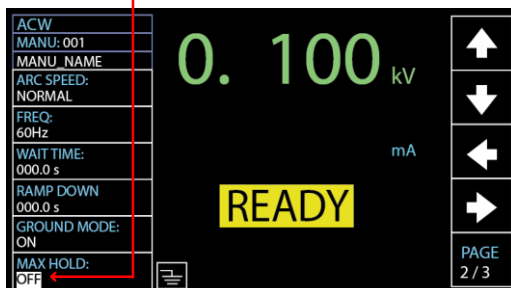 ACW
MANU: 001
MANU_NAME
ARC SPEED:
NORMAL
FREQ:
60Hz
WAIT TIME:
000.0 s
RAMP DOWN
000.0 s
GROUND MODE:
ON
MAX HOLD:
OFF
0. 100 kV
mA
READY
PAGE
2 / 3